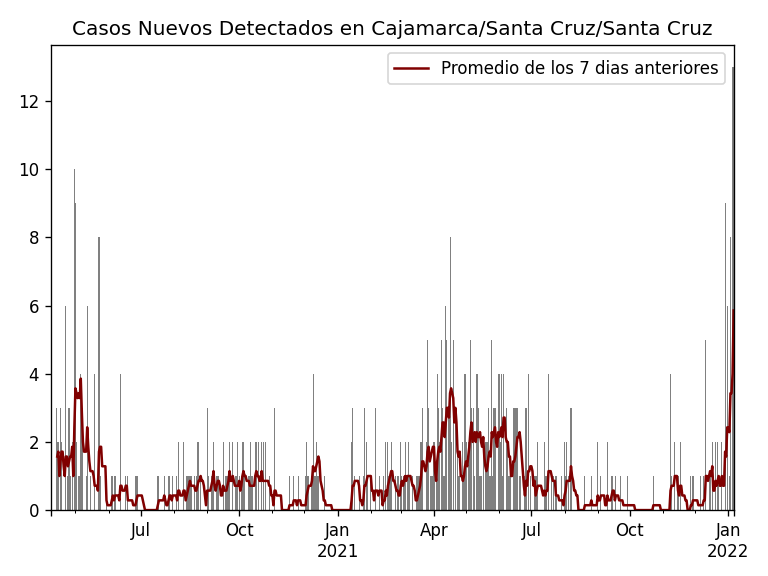 Casos Nuevos Detectados en Cajamarca/Santa Cruz/Santa Cruz
Promedio de los 7 dias anteriores
12
10
8
6
4
2
0
Jul Oct Jan Apr Jul Oct Jan
2021 2022